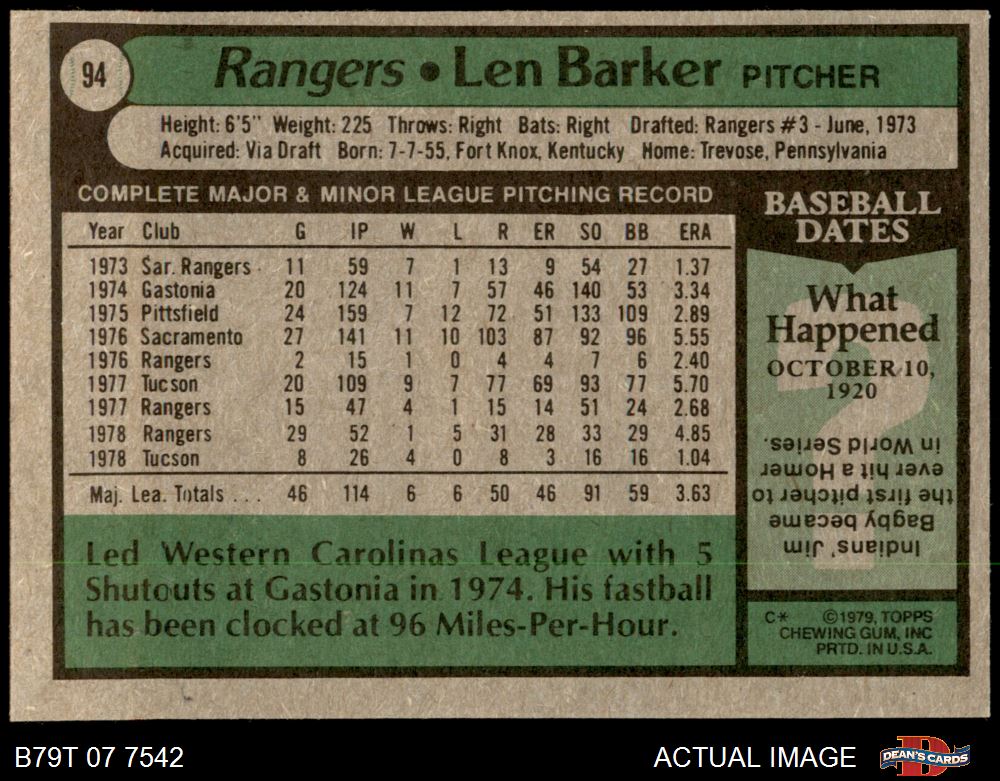 94
Rangers • Len Barker PITCHER
Height: 6'5" Weight: 225 Throws: Right Bats: Right Drafted: Rangers #3 - June, 1973
Acquired: Via Draft Born: 7-7-55, Fort Knox, Kentucky Home: Trevose, Pennsylvania
COMPLETE MAJOR & MINOR LEAGUE PITCHING RECORD
Year Club G IP W L R ER SO BB ERA
1973 Sar. Rangers 11 59 7 1 13 9 54 27 1.37
1974 Gastonia 20 124 11 7 57 46 140 53 3.34
1975 Pittsfield 24 159 7 12 72 51 133 109 2.89
1976 Sacramento 27 141 11 10 103 87 92 96 5.55
1976 Rangers 2 15 1 0 4 4 7 6 2.40
1977 Tucson 20 109 9 7 77 69 93 77 5.70
1977 Rangers 15 47 4 1 15 14 51 24 2.68
1978 Rangers 29 52 1 5 31 28 33 29 4.85
1978 Tucson 8 26 4 0 8 3 16 16 1.04
Maj. Lea. Totals . . . 46 114 6 6 50 46 91 59 3.63
Led Western Carolinas League with 5
Shutouts at Gastonia in 1974. His fastball
has been clocked at 96 Miles-Per-Hour.
BASEBALL
DATES
What
Happened
OCTOBER 10,
1920
?
Indians' Jim
Bagby became
the first pitcher to
ever hit a Homer
in World Series.
C* ©1979, TOPPS
CHEWING GUM, INC
PRTD. IN U.S.A.
B79T 07 7542
ACTUAL IMAGE
D
DEAN'S CARDS